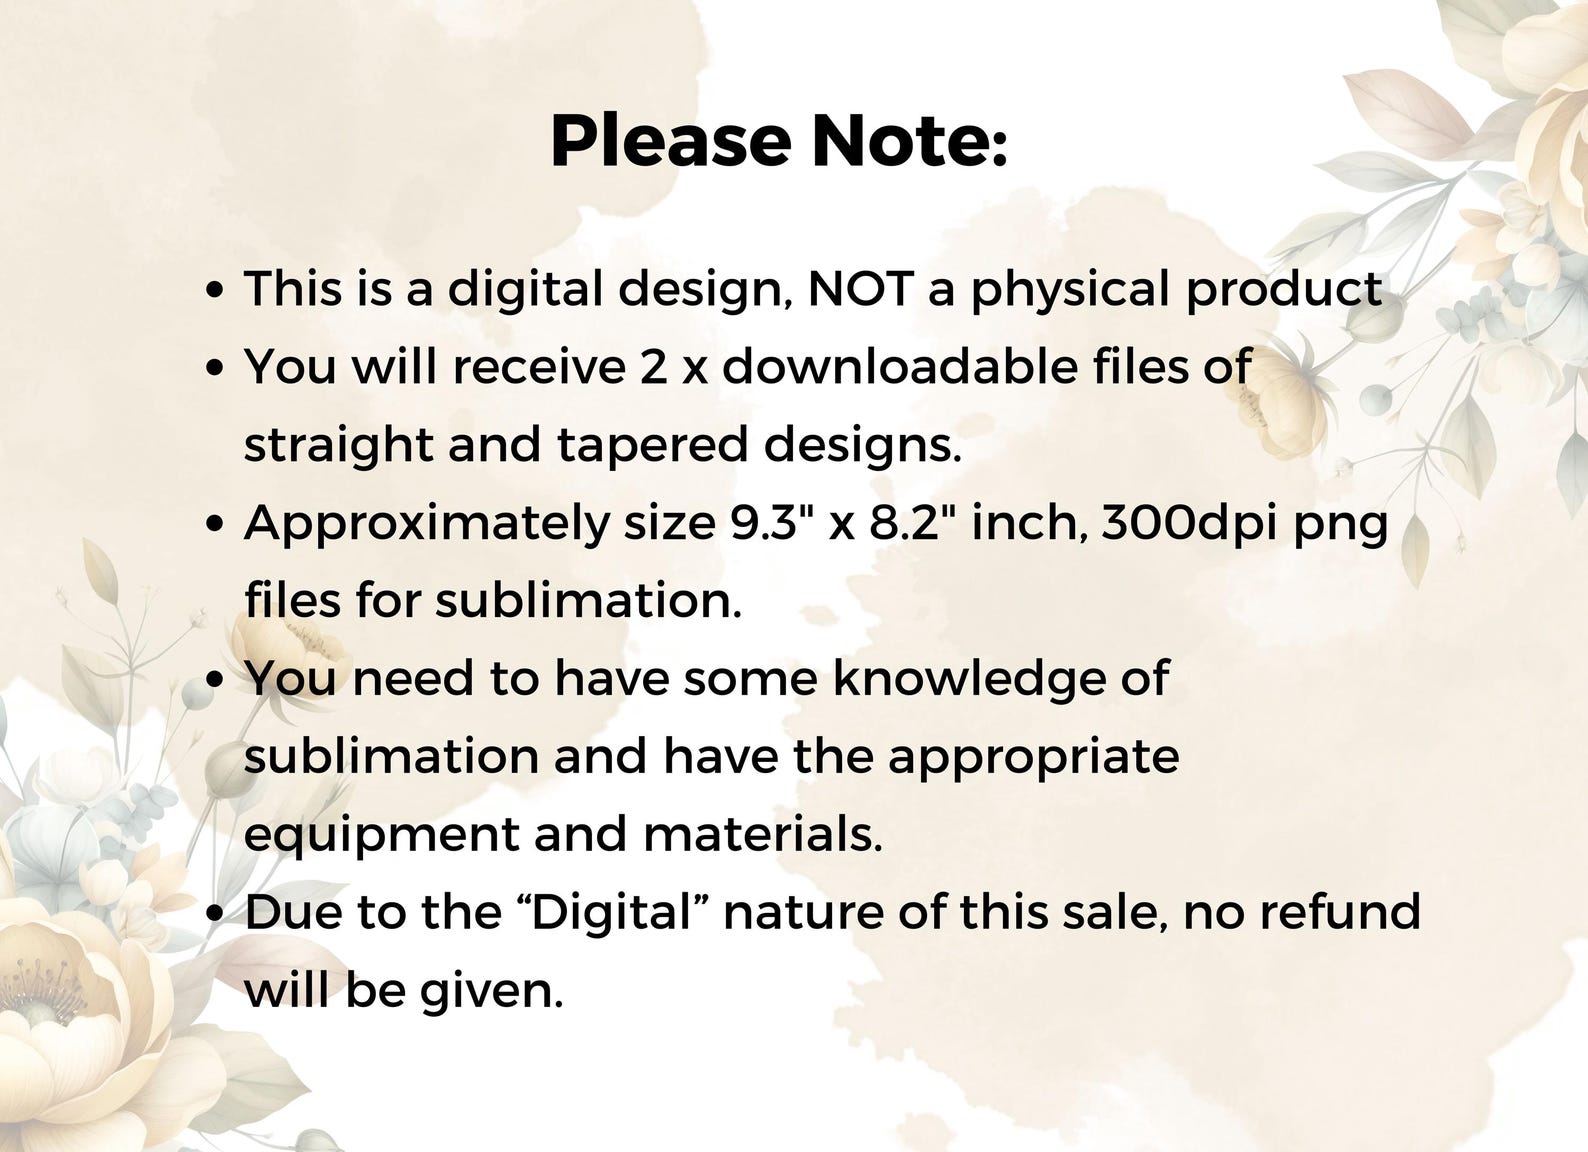 Please Note:
• This is a digital design, NOT a physical product
• You will receive 2 x downloadable files of
straight and tapered designs.
• Approximately size 9.3" x 8.2" inch, 300dpi png
files for sublimation.
• You need to have some knowledge of
sublimation and have the appropriate
equipment and materials.
• Due to the “Digital” nature of this sale, no refund
will be given.